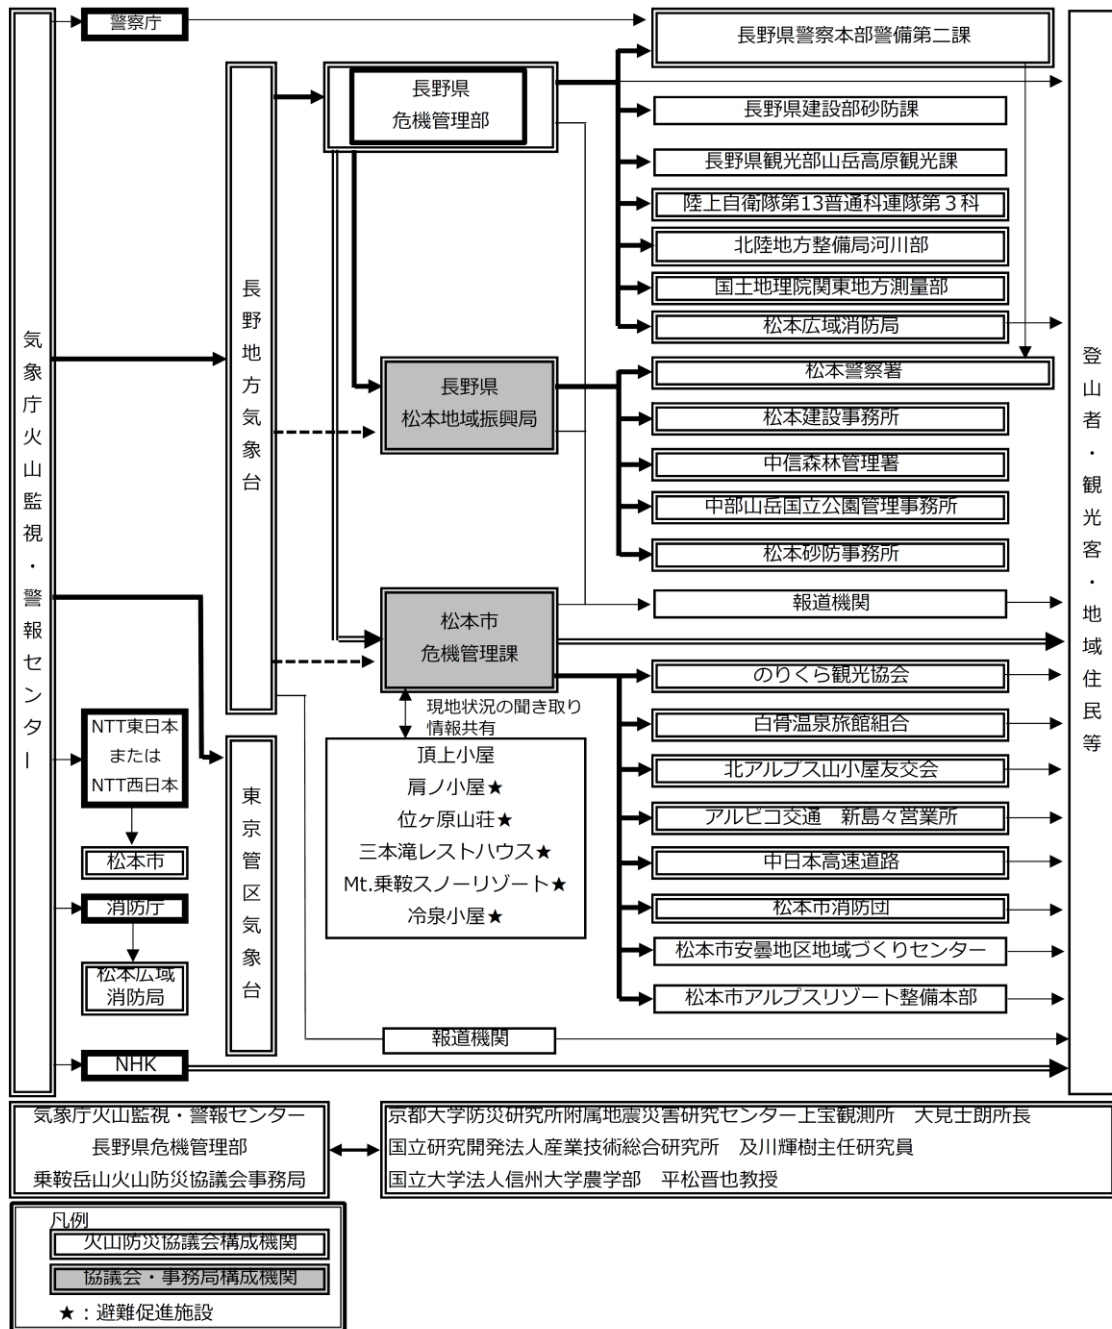 気象庁火山監視・警報センター
警察庁
NTT東日本
または
NTT西日本
松本市
消防庁
松本広域
消防局
NHK
長野地方気象台
東京管区気象台
長野県
危機管理部
長野県
松本地域振興局
松本市
危機管理課
現地状況の聞き取り
情報共有
頂上小屋
肩ノ小屋★
位ヶ原山荘★
三本滝レストハウス★
Mt.乗鞍スノーリゾート★
冷泉小屋★
報道機関
長野県警察本部警備第二課
長野県建設部砂防課
長野県観光部山岳高原観光課
陸上自衛隊第13普通科連隊第３科
北陸地方整備局河川部
国土地理院関東地方測量部
松本広域消防局
松本警察署
松本建設事務所
中信森林管理署
中部山岳国立公園管理事務所
松本砂防事務所
報道機関
のりくら観光協会
白骨温泉旅館組合
北アルプス山小屋友交会
アルピコ交通　新島々営業所
中日本高速道路
松本市消防団
松本市安曇地区地域づくりセンター
松本市アルプスリゾート整備本部
登山者・観光客・地域住民等
気象庁火山監視・警報センター
長野県危機管理部
乗鞍岳山火山防災協議会事務局
京都大学防災研究所附属地震災害研究センター上宝観測所　大見士朗所長
国立研究開発法人産業技術総合研究所　及川輝樹主任研究員
国立大学法人信州大学農学部　平松晋也教授
凡例
火山防災協議会構成機関
協議会・事務局構成機関
★：避難促進施設